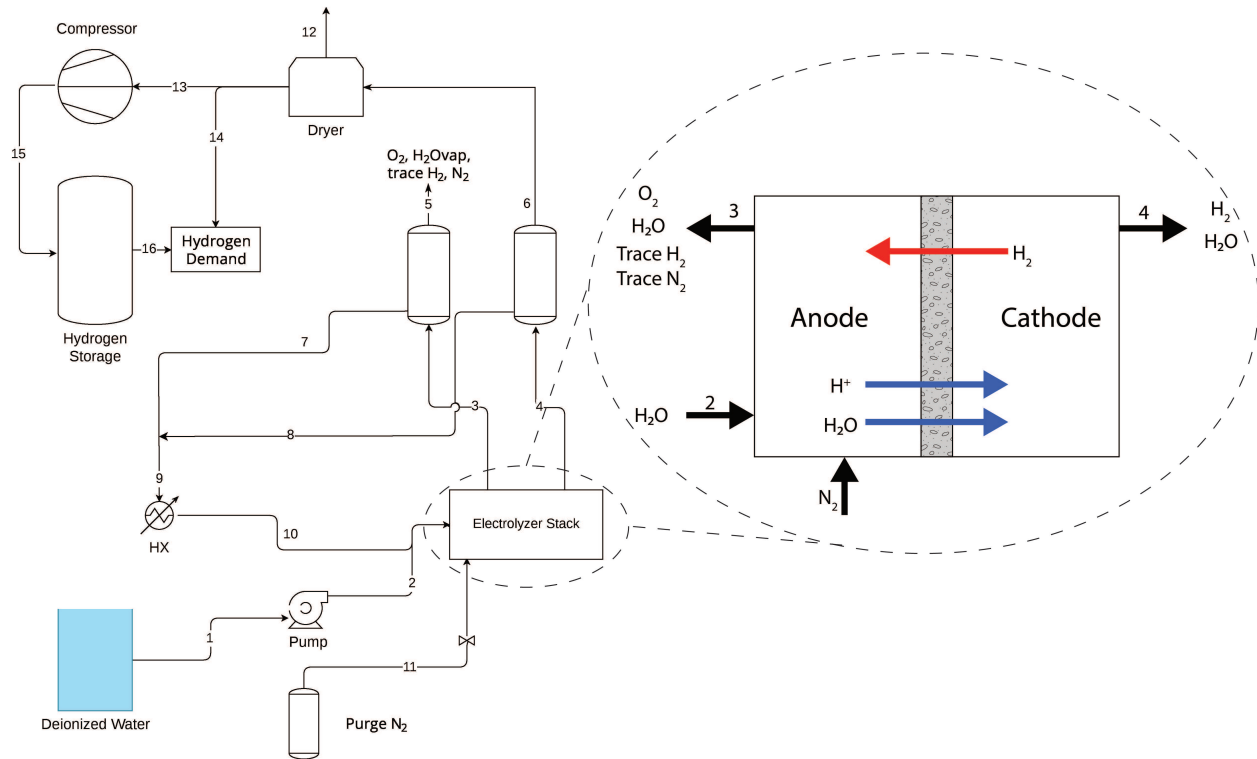 Compressor
12
13
Dryer
14
15
O₂, H₂Ovap,
trace H₂, N₂
5
6
16
Hydrogen
Demand
Hydrogen
Storage
7
3
4
8
9
HX
10
Electrolyzer Stack
2
Pump
1
11
Deionized Water
Purge N₂
O₂
H₂O
Trace H₂
Trace N₂
3
4
H₂
H₂O
H₂
Anode
Cathode
H⁺
H₂O
H₂O
2
N₂